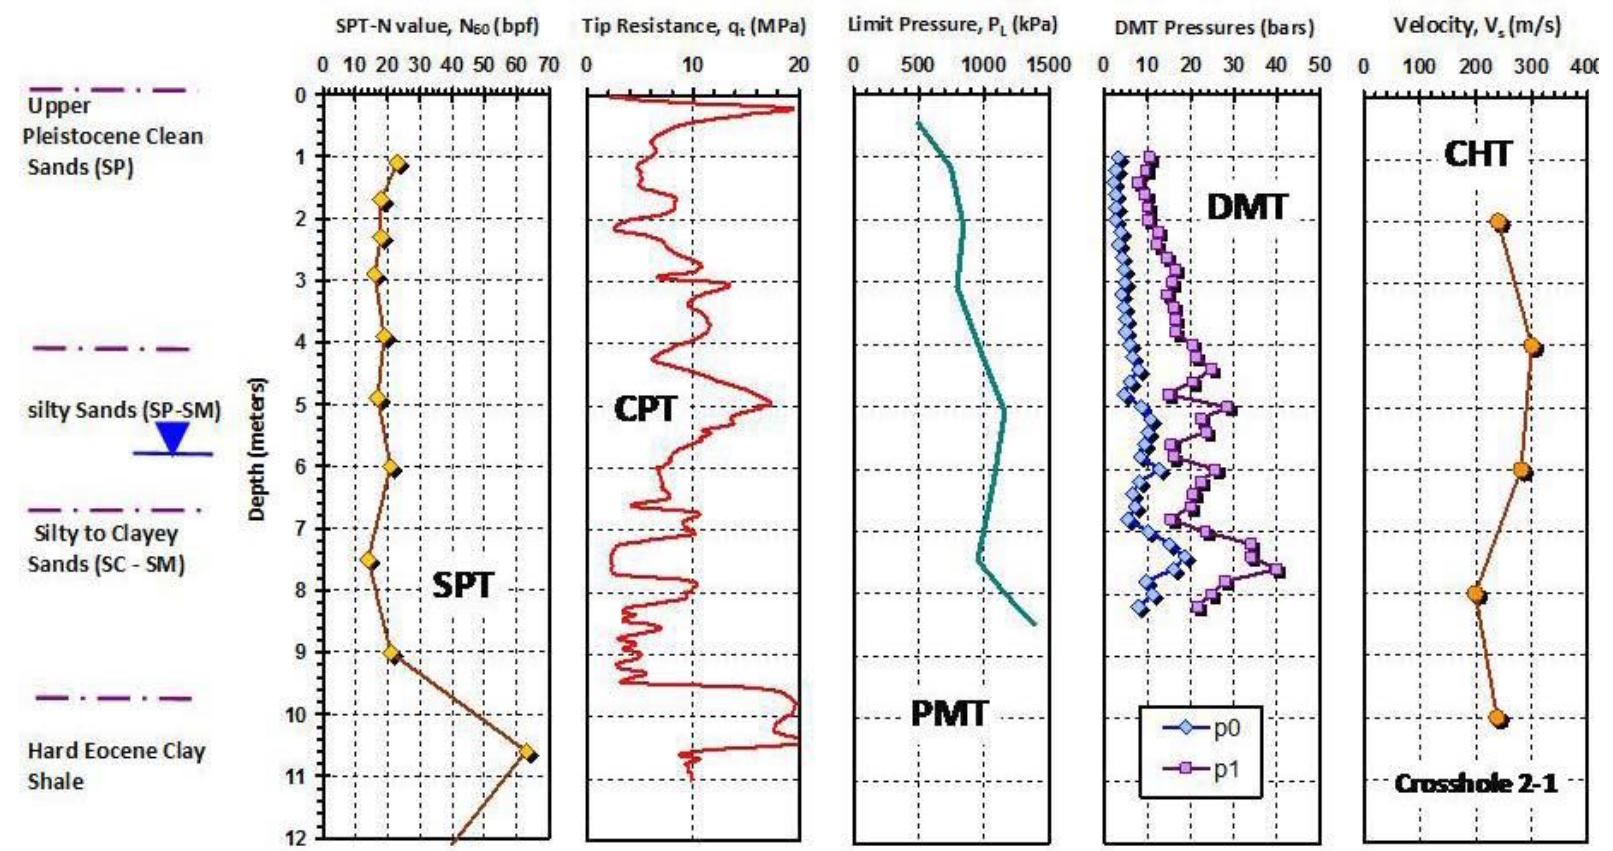 SPT-N value, N₆₀ (bpf)
Tip Resistance, qₜ (MPa)
Limit Pressure, P_L (kPa)
DMT Pressures (bars)
Velocity, Vₛ (m/s)
0 10 20 30 40 50 60 70
0 10 20
0 500 1000 1500
0 10 20 30 40 50
0 100 200 300 400
Upper
Pleistocene Clean
Sands (SP)
silty Sands (SP-SM)
Silty to Clayey
Sands (SC - SM)
Hard Eocene Clay
Shale
Depth (meters)
0
1
2
3
4
5
6
7
8
9
10
11
12
SPT
CPT
PMT
DMT
p0
p1
CHT
Crosshole 2-1